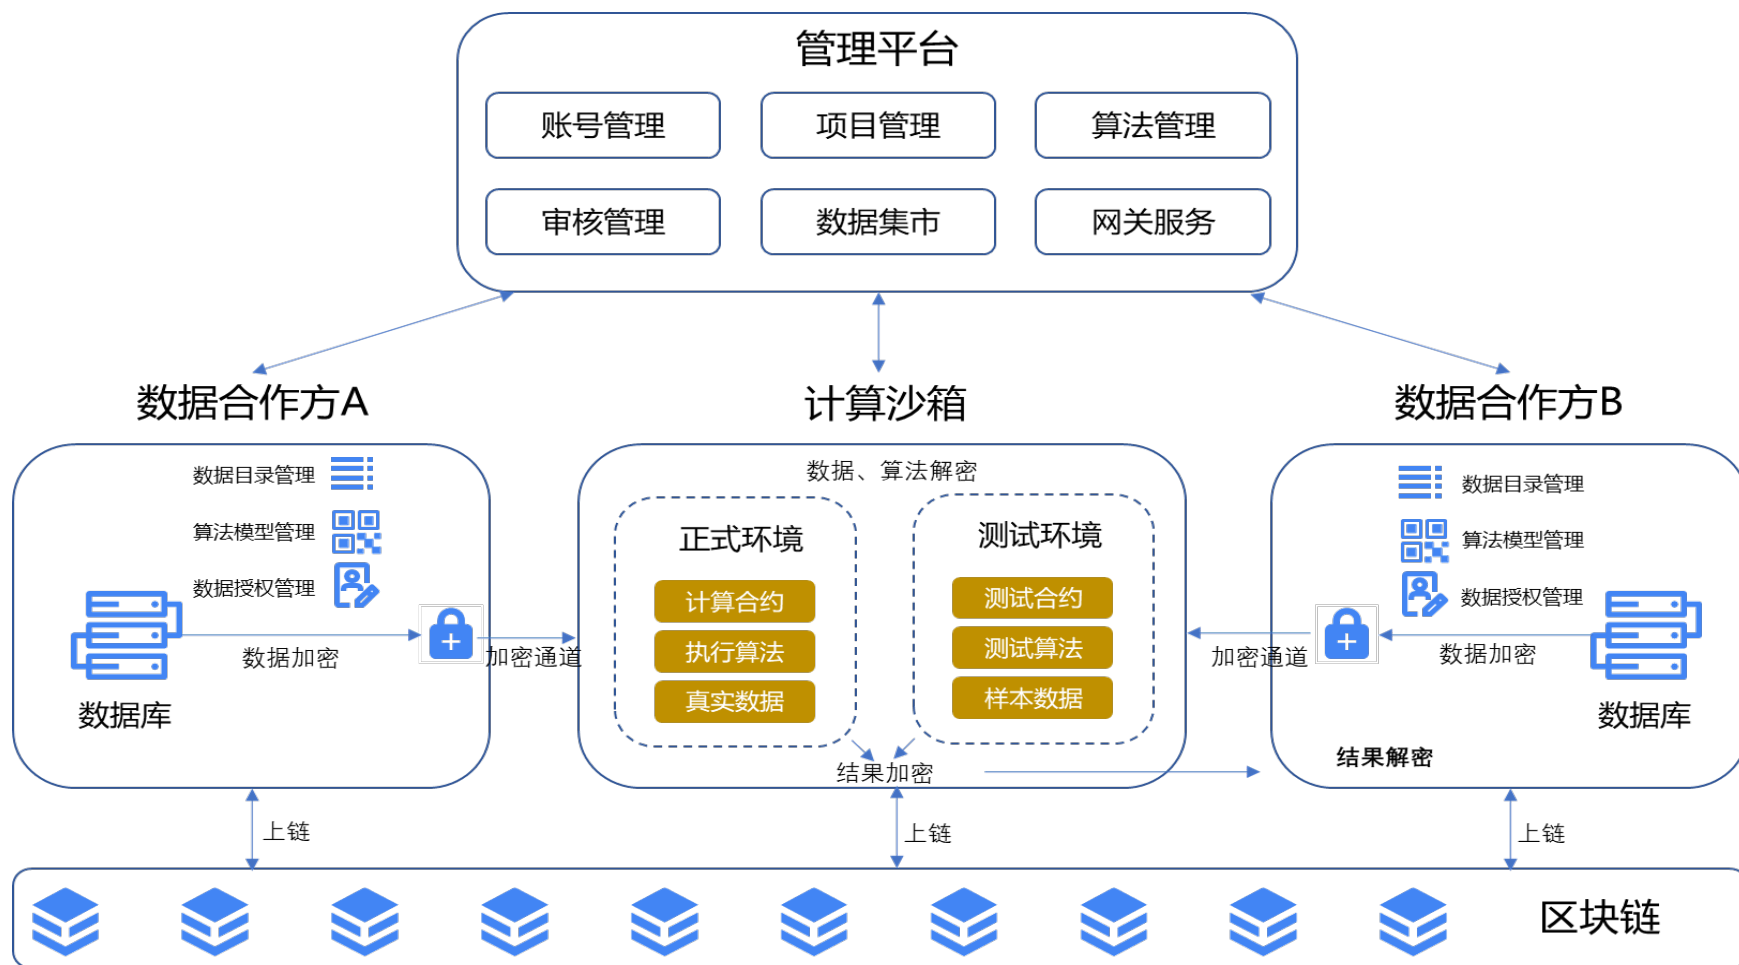 管理平台
账号管理
项目管理
算法管理
审核管理
数据集市
网关服务
数据合作方A
数据目录管理
算法模型管理
数据授权管理
数据加密
数据库
加密通道
计算沙箱
数据、算法解密
正式环境
计算合约
执行算法
真实数据
测试环境
测试合约
测试算法
样本数据
结果加密
数据合作方B
数据目录管理
算法模型管理
数据授权管理
加密通道
数据加密
数据库
结果解密
上链
上链
上链
区块链